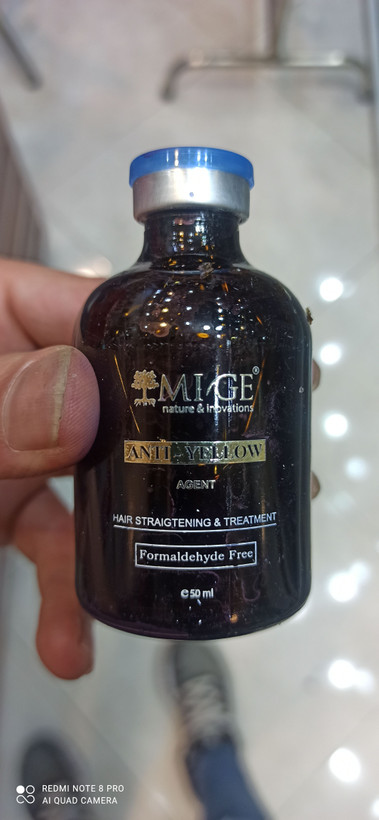 MI GE®
nature & inovations
ANTI YELLOW
AGENT
HAIR STRAIGTENING & TREATMENT
Formaldehyde Free
e50 ml
REDMI NOTE 8 PRO
AI QUAD CAMERA